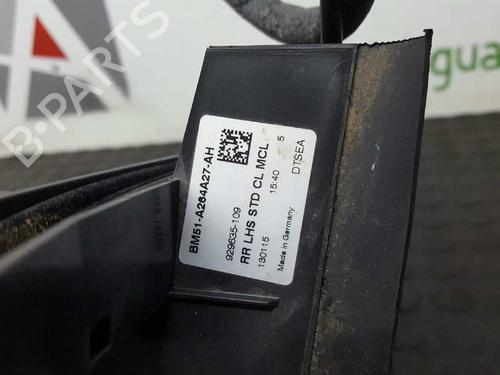 B-PARTS
guar
BM51-A264A27-AH
929635-109
RR LHS STD CL MCL
130115 15:40 5
Made in Germany DTSEA